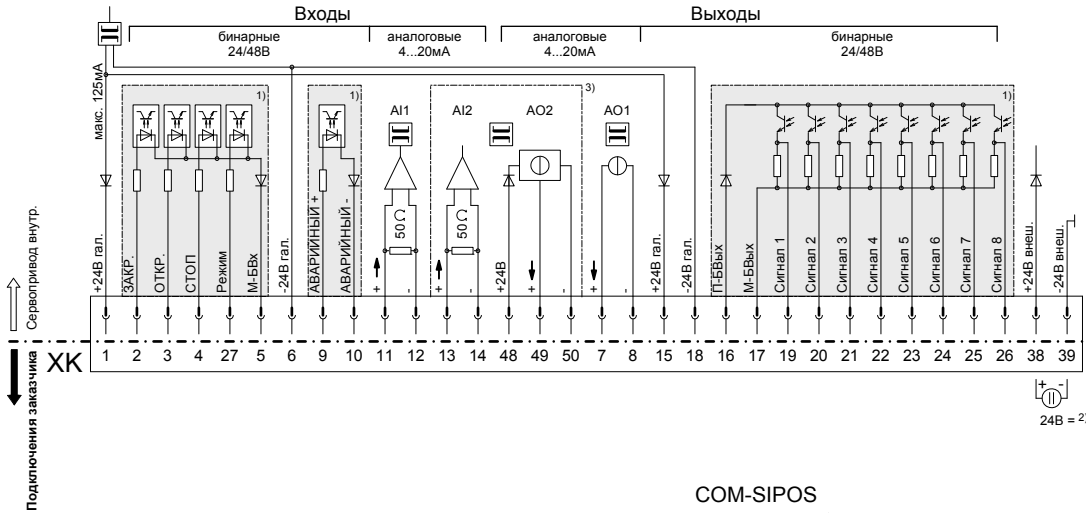 Входы
Выходы
бинарные
24/48В
аналоговые
4...20мА
аналоговые
4...20мА
бинарные
24/48В
макс. 125мА
1)
1)
3)
1)
AI1
AI2
AO2
AO1
50 Ω
50 Ω
+24В гал.
ЗАКР.
ОТКР.
СТОП
Режим
М-БВх
-24В гал.
АВАРИЙНЫЙ +
АВАРИЙНЫЙ -
+
-
+
-
+24В
+
-
+
-
+24В гал.
-24В гал.
П-БВых
М-БВых
Сигнал 1
Сигнал 2
Сигнал 3
Сигнал 4
Сигнал 5
Сигнал 6
Сигнал 7
Сигнал 8
+24В внеш.
-24В внеш.
Сервопривод внутр.
Подключения заказчика
XK
1 2 3 4 27 5 6 9 10 11 12 13 14 48 49 50 7 8 15 18 16 17 19 20 21 22 23 24 25 26 38 39
+ -
24В = 2)
COM-SIPOS